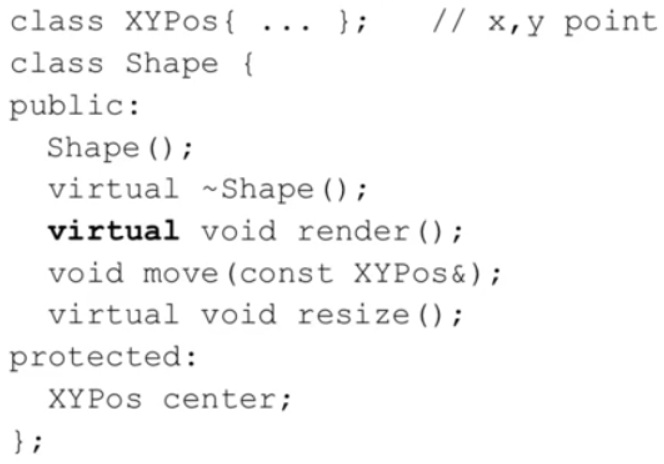 class XYPos{ ... };   // x,y point
class Shape {
public:
  Shape();
  virtual ~Shape();
  virtual void render();
  void move(const XYPos&);
  virtual void resize();
protected:
  XYPos center;
};